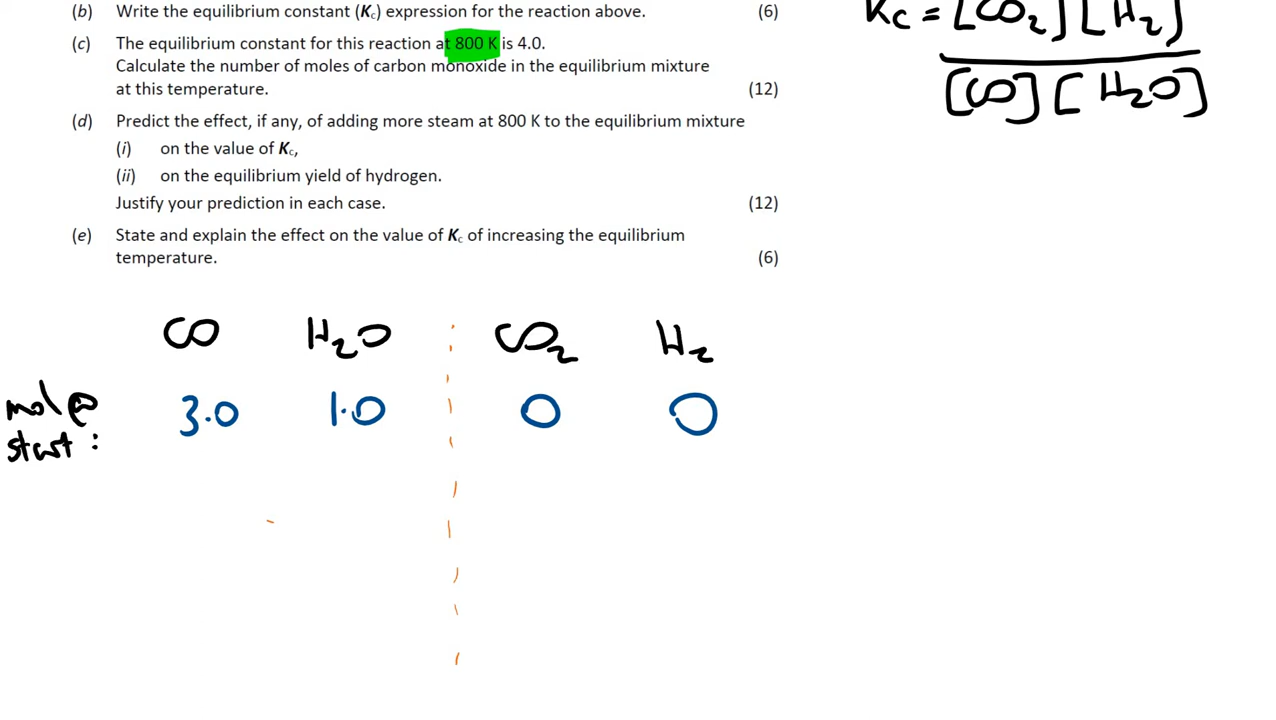 (b) Write the equilibrium constant (Kc) expression for the reaction above. (6)
Kc = [CO2][H2]
[CO][H2O]
(c) The equilibrium constant for this reaction at 800 K is 4.0.
Calculate the number of moles of carbon monoxide in the equilibrium mixture
at this temperature. (12)
(d) Predict the effect, if any, of adding more steam at 800 K to the equilibrium mixture
(i) on the value of Kc,
(ii) on the equilibrium yield of hydrogen.
Justify your prediction in each case. (12)
(e) State and explain the effect on the value of Kc of increasing the equilibrium
temperature. (6)
CO H2O CO2 H2
mol @ 3.0 1.0 0 0
start :